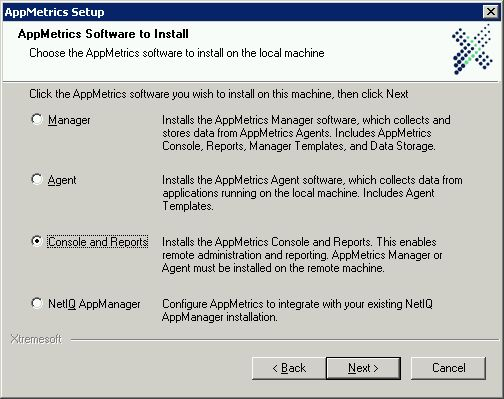 AppMetrics Setup
AppMetrics Software to Install
Choose the AppMetrics software to install on the local machine
Click the AppMetrics software you wish to install on this machine, then click Next
Manager
Installs the AppMetrics Manager software, which collects and
stores data from AppMetrics Agents. Includes AppMetrics
Console, Reports, Manager Templates, and Data Storage.
Agent
Installs the AppMetrics Agent software, which collects data from
applications running on the local machine. Includes Agent
Templates.
Console and Reports
Installs the AppMetrics Console and Reports. This enables
remote administration and reporting. AppMetrics Manager or
Agent must be installed on the remote machine.
NetIQ AppManager
Configure AppMetrics to integrate with your existing NetIQ
AppManager installation.
Xtremesoft
< Back
Next >
Cancel